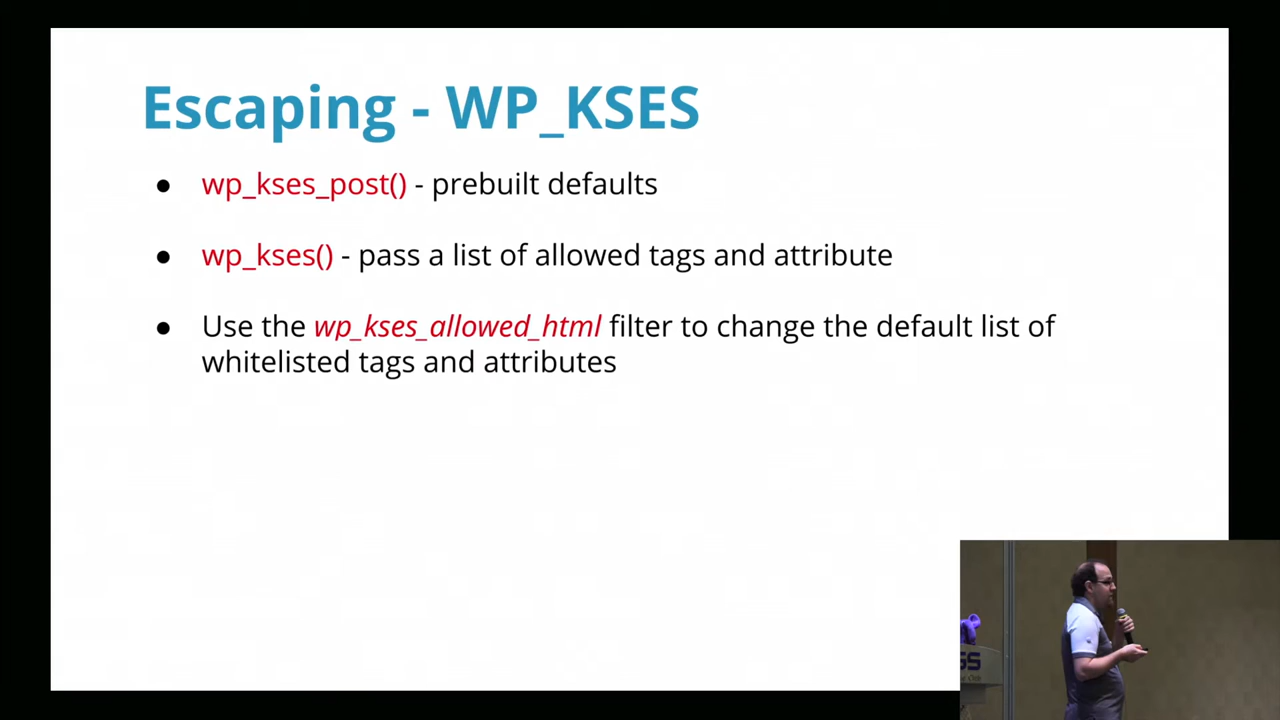 Escaping - WP_KSES
● wp_kses_post() - prebuilt defaults
● wp_kses() - pass a list of allowed tags and attribute
● Use the wp_kses_allowed_html filter to change the default list of
whitelisted tags and attributes